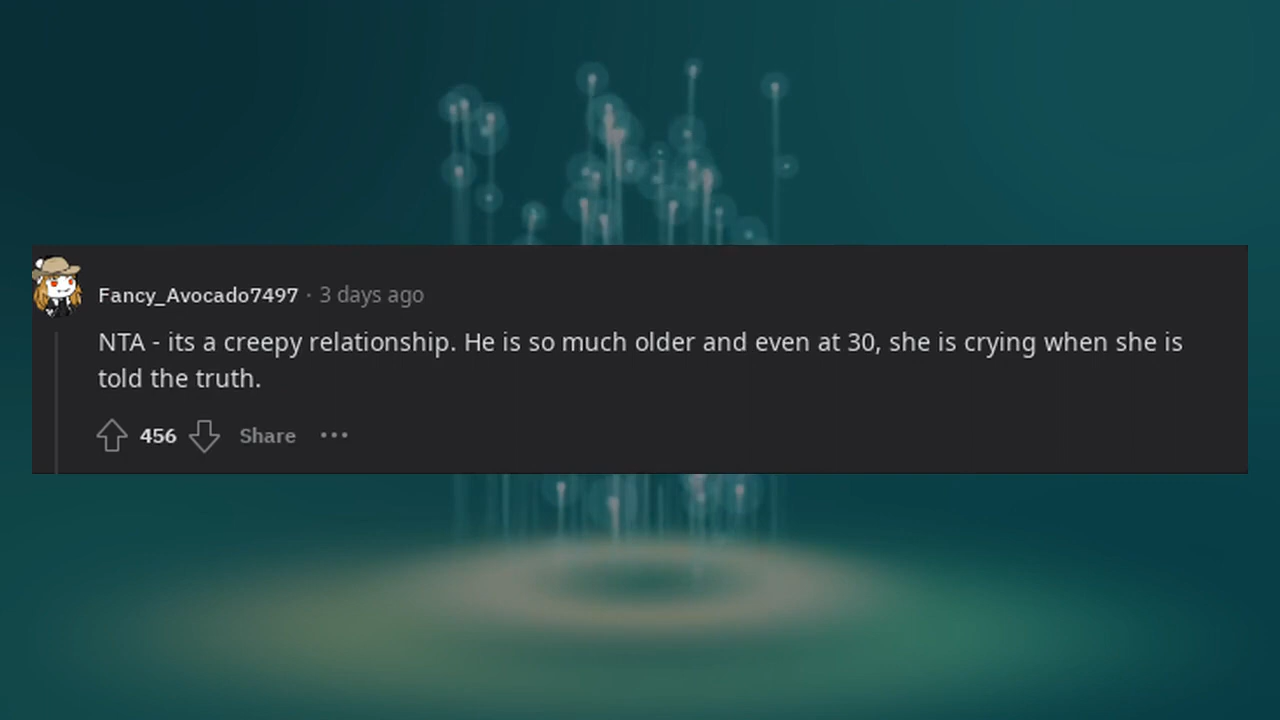 Fancy_Avocado7497 · 3 days ago
NTA - its a creepy relationship. He is so much older and even at 30, she is crying when she is
told the truth.
456 Share ···